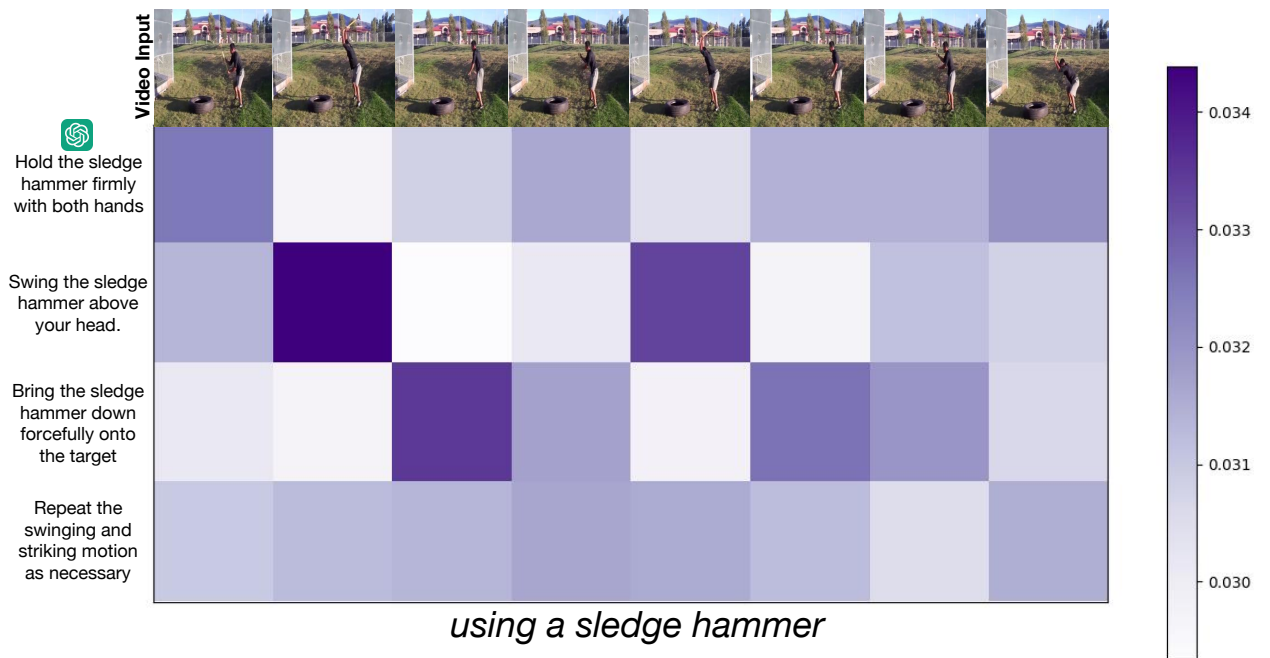 Video Input
Hold the sledge
hammer firmly
with both hands
Swing the sledge
hammer above
your head.
Bring the sledge
hammer down
forcefully onto
the target
Repeat the
swinging and
striking motion
as necessary
using a sledge hammer
0.034
0.033
0.032
0.031
0.030